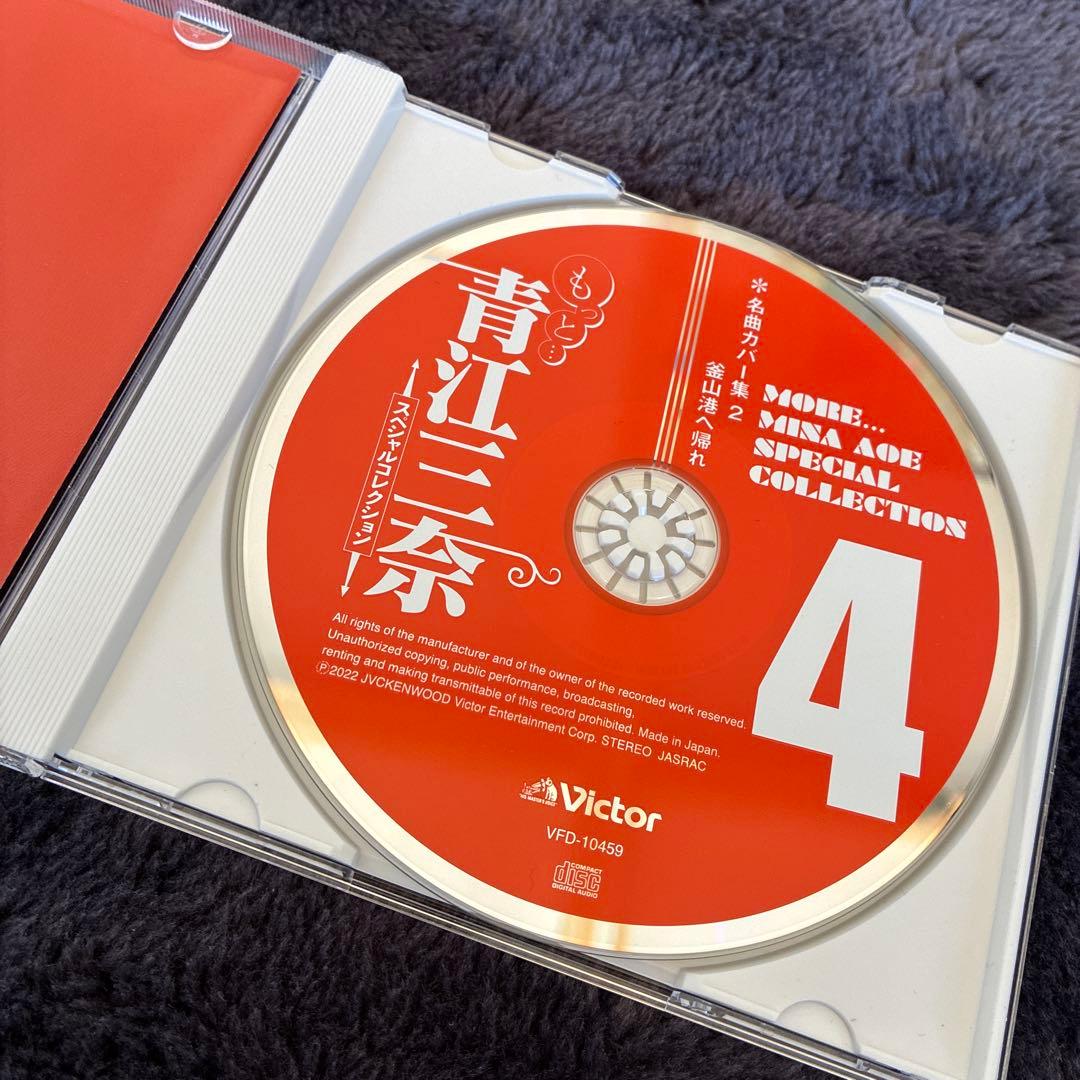 もっと…
青江三奈
スペシャルコレクション
＊名曲カバー集 2
釜山港へ帰れ
MORE...
MINA AOE
SPECIAL
COLLECTION
4
All rights of the manufacturer and of the owner of the recorded work reserved.
Unauthorized copying, public performance, broadcasting,
renting and making transmittable of this record prohibited. Made in Japan.
Ⓟ2022 JVCKENWOOD Victor Entertainment Corp. STEREO JASRAC
"HIS MASTER'S VOICE"
Victor
VFD-10459
COMPACT
disc
DIGITAL AUDIO